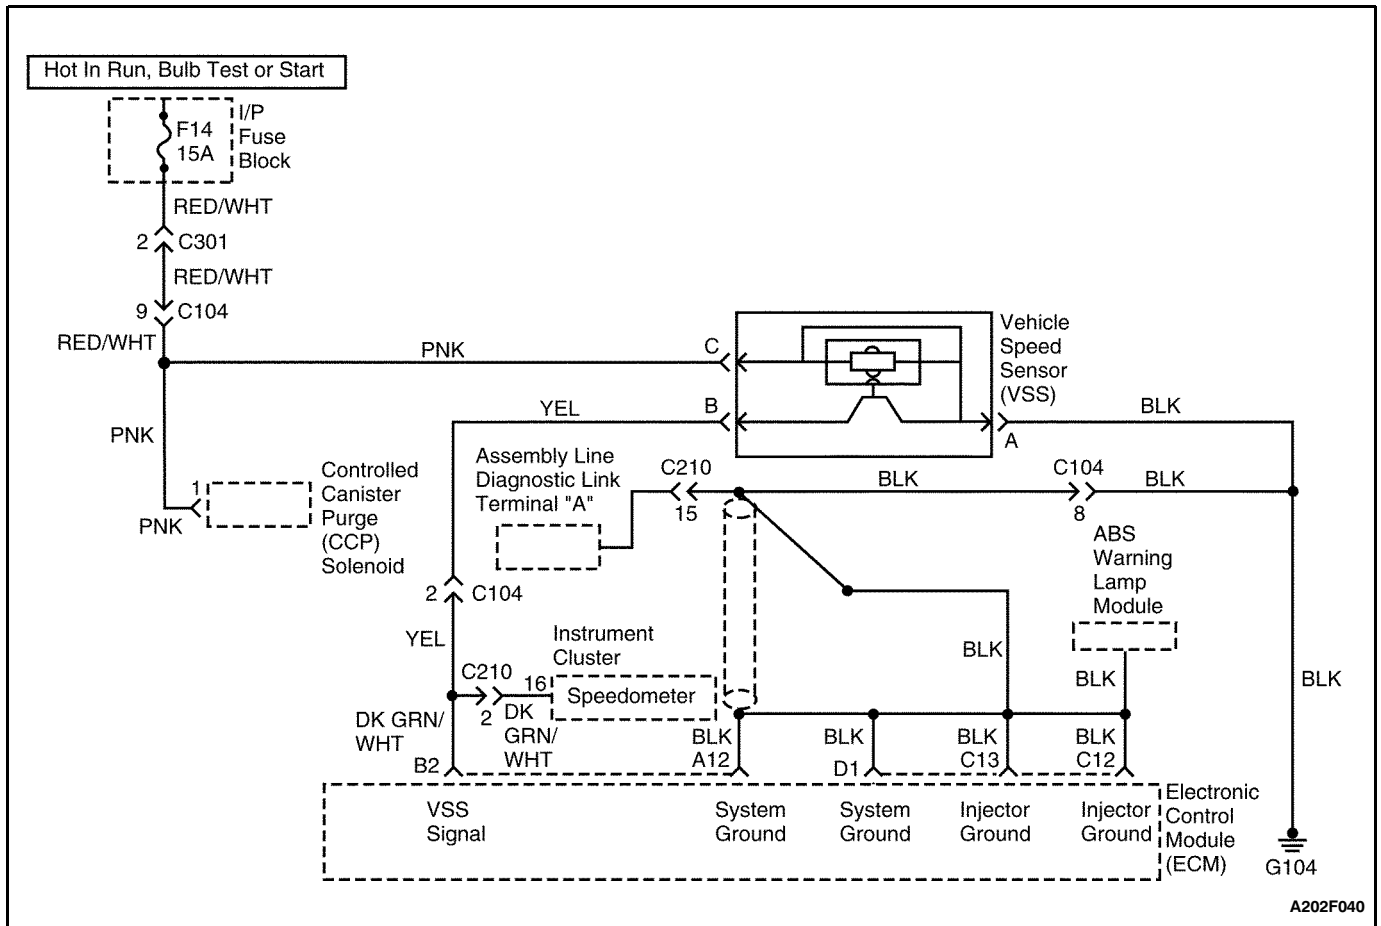 Hot In Run, Bulb Test or Start
I/P
Fuse
Block
F14
15A
RED/WHT
2 C301
RED/WHT
9 C104
RED/WHT
PNK
C
Vehicle
Speed
Sensor
(VSS)
B
YEL
A
BLK
PNK
1
PNK
Controlled
Canister
Purge
(CCP)
Solenoid
Assembly Line
Diagnostic Link
Terminal "A"
C210
15
BLK
C104
8
BLK
ABS
Warning
Lamp
Module
2 C104
YEL
Instrument
Cluster
C210
2
16
Speedometer
DK
GRN/
WHT
DK GRN/
WHT
BLK
BLK
BLK
BLK
BLK
BLK
BLK
B2
A12
D1
C13
C12
VSS
Signal
System
Ground
System
Ground
Injector
Ground
Injector
Ground
Electronic
Control
Module
(ECM)
G104
A202F040